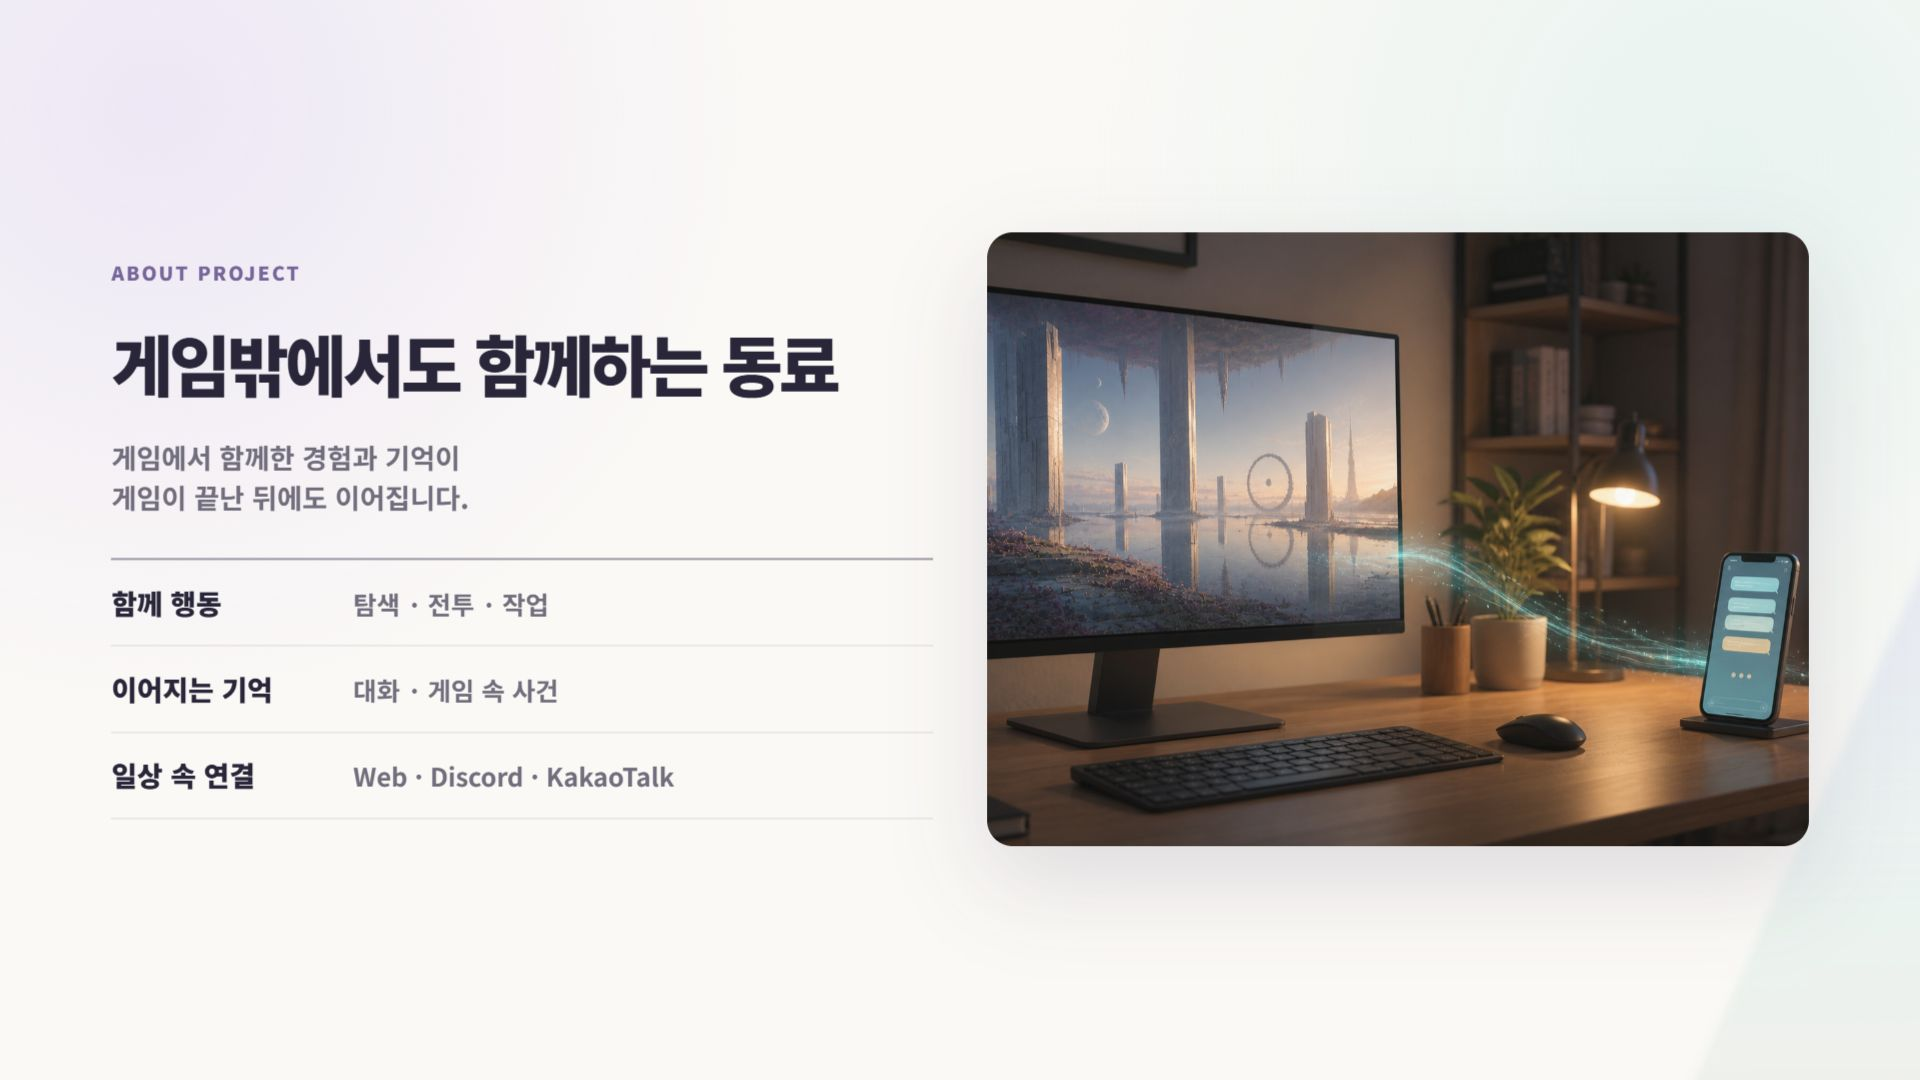 ABOUT PROJECT
게임밖에서도 함께하는 동료
게임에서 함께한 경험과 기억이
게임이 끝난 뒤에도 이어집니다.
함께 행동 탐색 · 전투 · 작업
이어지는 기억 대화 · 게임 속 사건
일상 속 연결 Web · Discord · KakaoTalk